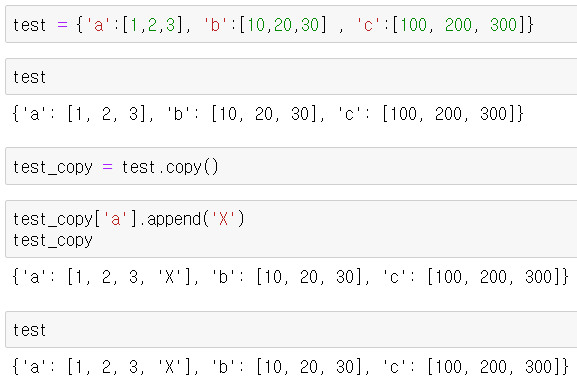 test = {'a':[1,2,3], 'b':[10,20,30] , 'c':[100, 200, 300]}
test
{'a': [1, 2, 3], 'b': [10, 20, 30], 'c': [100, 200, 300]}
test_copy = test.copy()
test_copy['a'].append('X')
test_copy
{'a': [1, 2, 3, 'X'], 'b': [10, 20, 30], 'c': [100, 200, 300]}
test
{'a': [1, 2, 3, 'X'], 'b': [10, 20, 30], 'c': [100, 200, 300]}